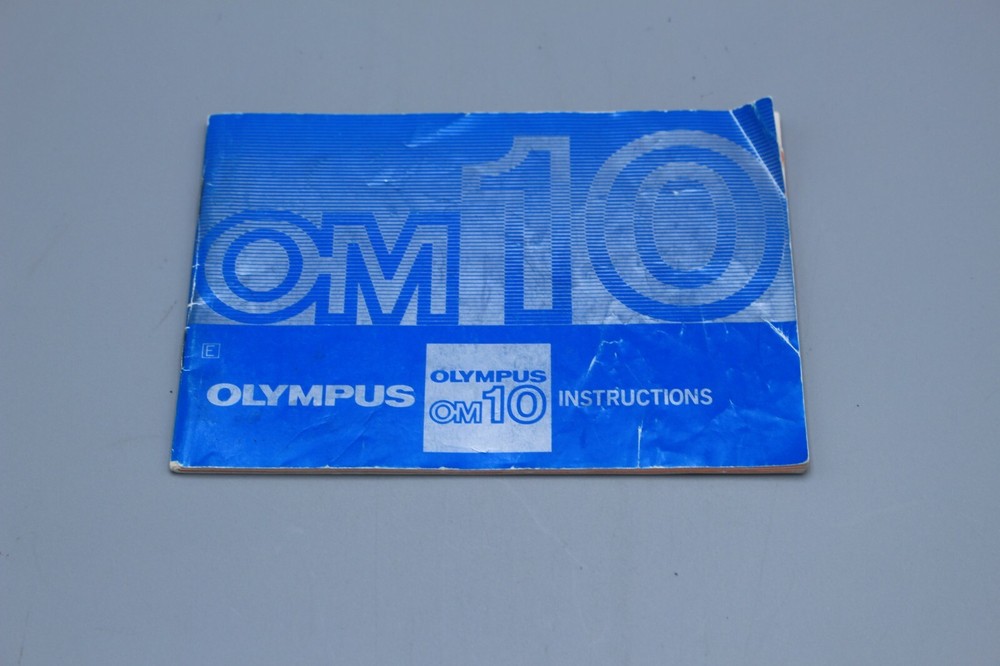 OM10
E
OLYMPUS
OLYMPUS
OM10
INSTRUCTIONS